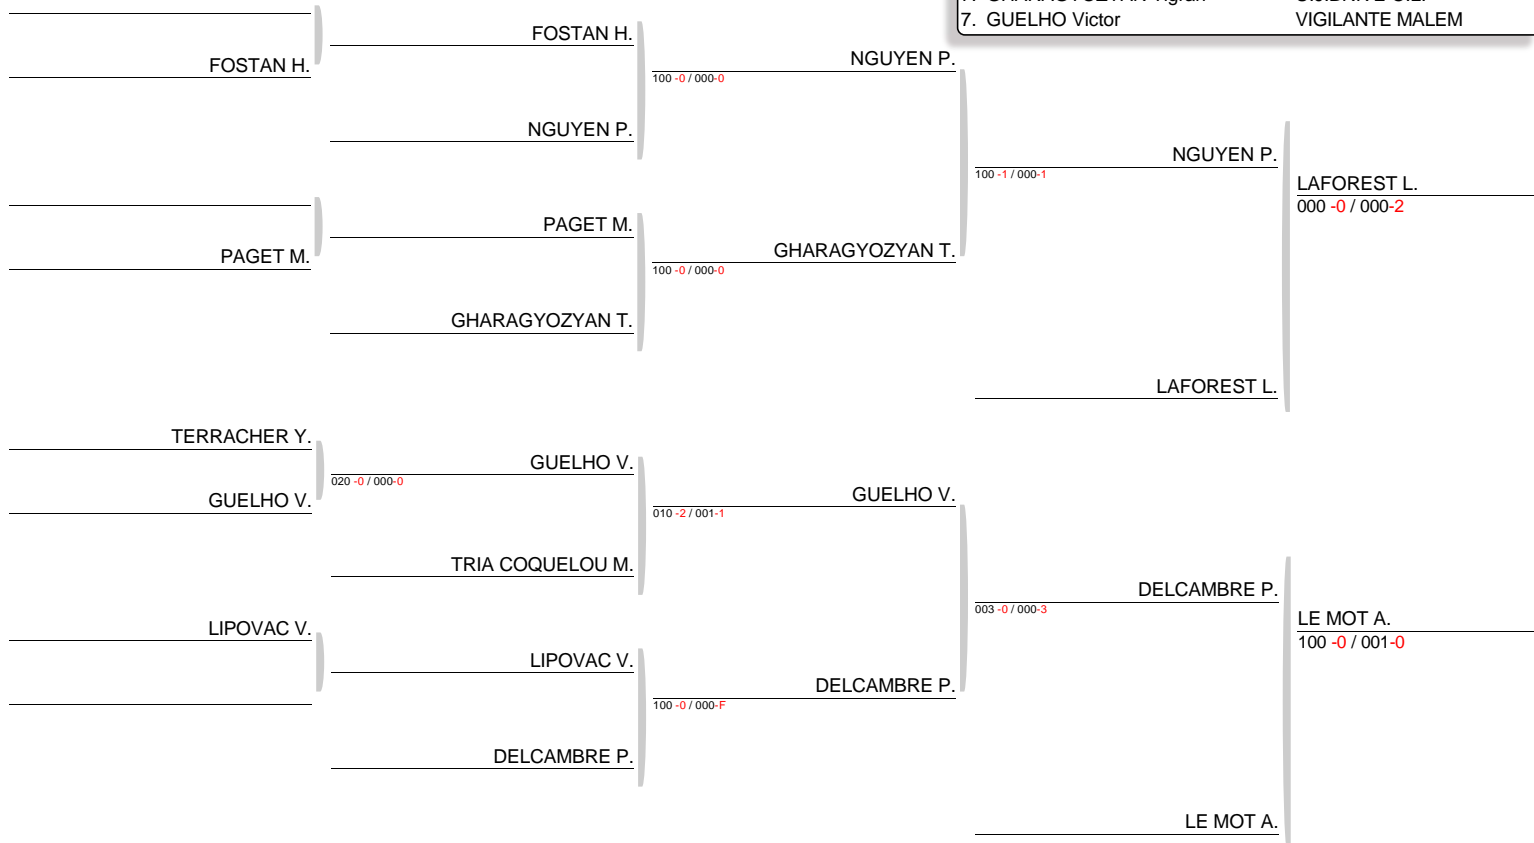 7. GUELHO Victor VIGILANTE MALEM
FOSTAN H.
FOSTAN H.
NGUYEN P.
100 -0 / 000-0
NGUYEN P.
NGUYEN P.
100 -1 / 000-1
LAFOREST L.
000 -0 / 000-2
PAGET M.
PAGET M.
GHARAGYOZYAN T.
100 -0 / 000-0
GHARAGYOZYAN T.
LAFOREST L.
TERRACHER Y.
GUELHO V.
020 -0 / 000-0
GUELHO V.
GUELHO V.
010 -2 / 001-1
TRIA COQUELOU M.
DELCAMBRE P.
003 -0 / 000-3
LE MOT A.
100 -0 / 001-0
LIPOVAC V.
LIPOVAC V.
DELCAMBRE P.
100 -0 / 000-F
DELCAMBRE P.
LE MOT A.